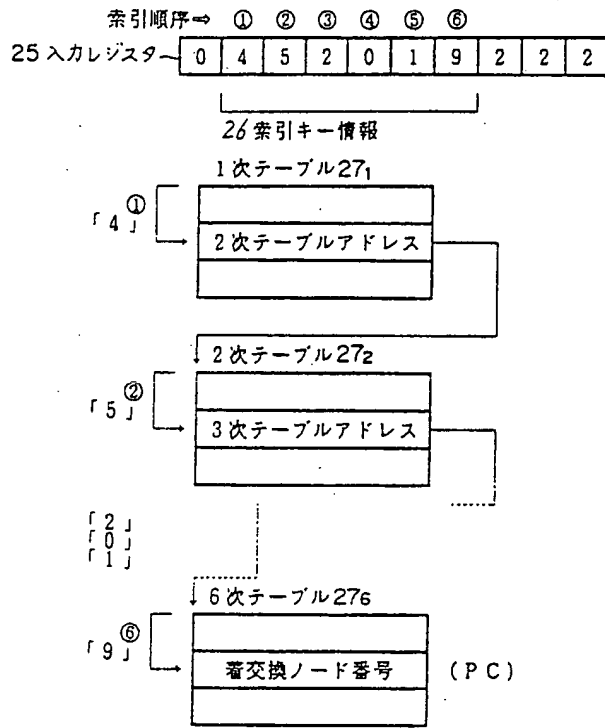 索引順序⇒ ① ② ③ ④ ⑤ ⑥
25 入力レジスタ 0 4 5 2 0 1 9 2 2 2
26 索引キー情報
1次テーブル27₁
①
「4」
2次テーブルアドレス
2次テーブル27₂
②
「5」
3次テーブルアドレス
「2」
「0」
「1」
6次テーブル27₆
⑥
「9」
着交換ノード番号 (PC)